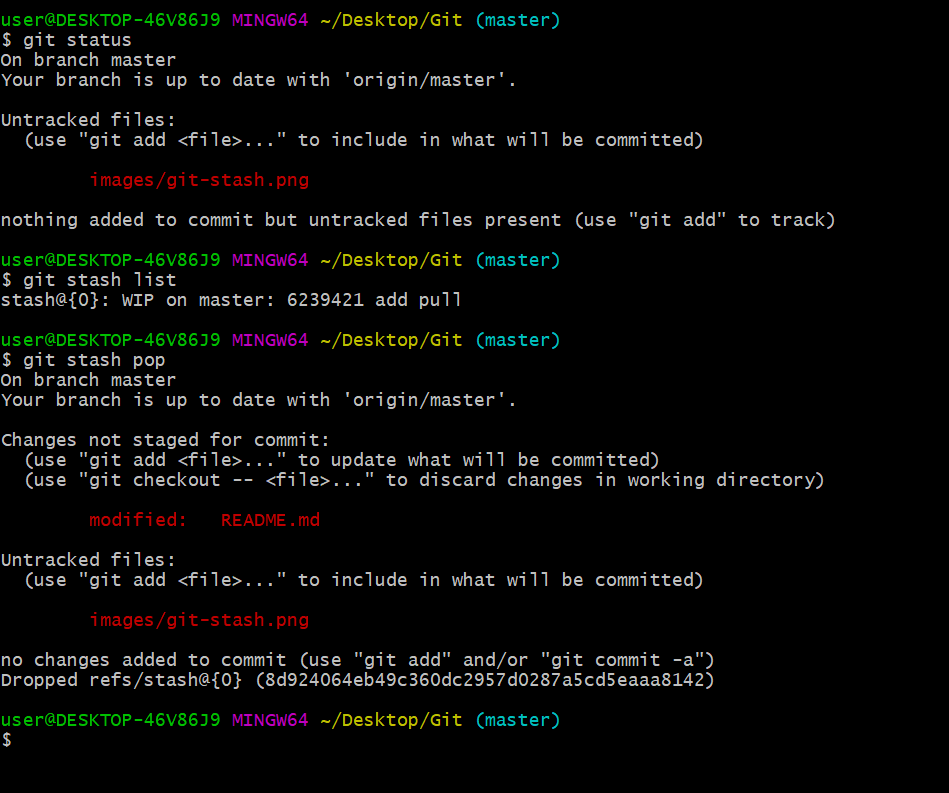 user@DESKTOP-46V86J9 MINGW64 ~/Desktop/Git (master)
$ git status
On branch master
Your branch is up to date with 'origin/master'.
Untracked files:
  (use "git add <file>..." to include in what will be committed)
        images/git-stash.png
nothing added to commit but untracked files present (use "git add" to track)
user@DESKTOP-46V86J9 MINGW64 ~/Desktop/Git (master)
$ git stash list
stash@{0}: WIP on master: 6239421 add pull
user@DESKTOP-46V86J9 MINGW64 ~/Desktop/Git (master)
$ git stash pop
On branch master
Your branch is up to date with 'origin/master'.
Changes not staged for commit:
  (use "git add <file>..." to update what will be committed)
  (use "git checkout -- <file>..." to discard changes in working directory)
        modified:   README.md
Untracked files:
  (use "git add <file>..." to include in what will be committed)
        images/git-stash.png
no changes added to commit (use "git add" and/or "git commit -a")
Dropped refs/stash@{0} (8d924064eb49c360dc2957d0287a5cd5eaaa8142)
user@DESKTOP-46V86J9 MINGW64 ~/Desktop/Git (master)
$